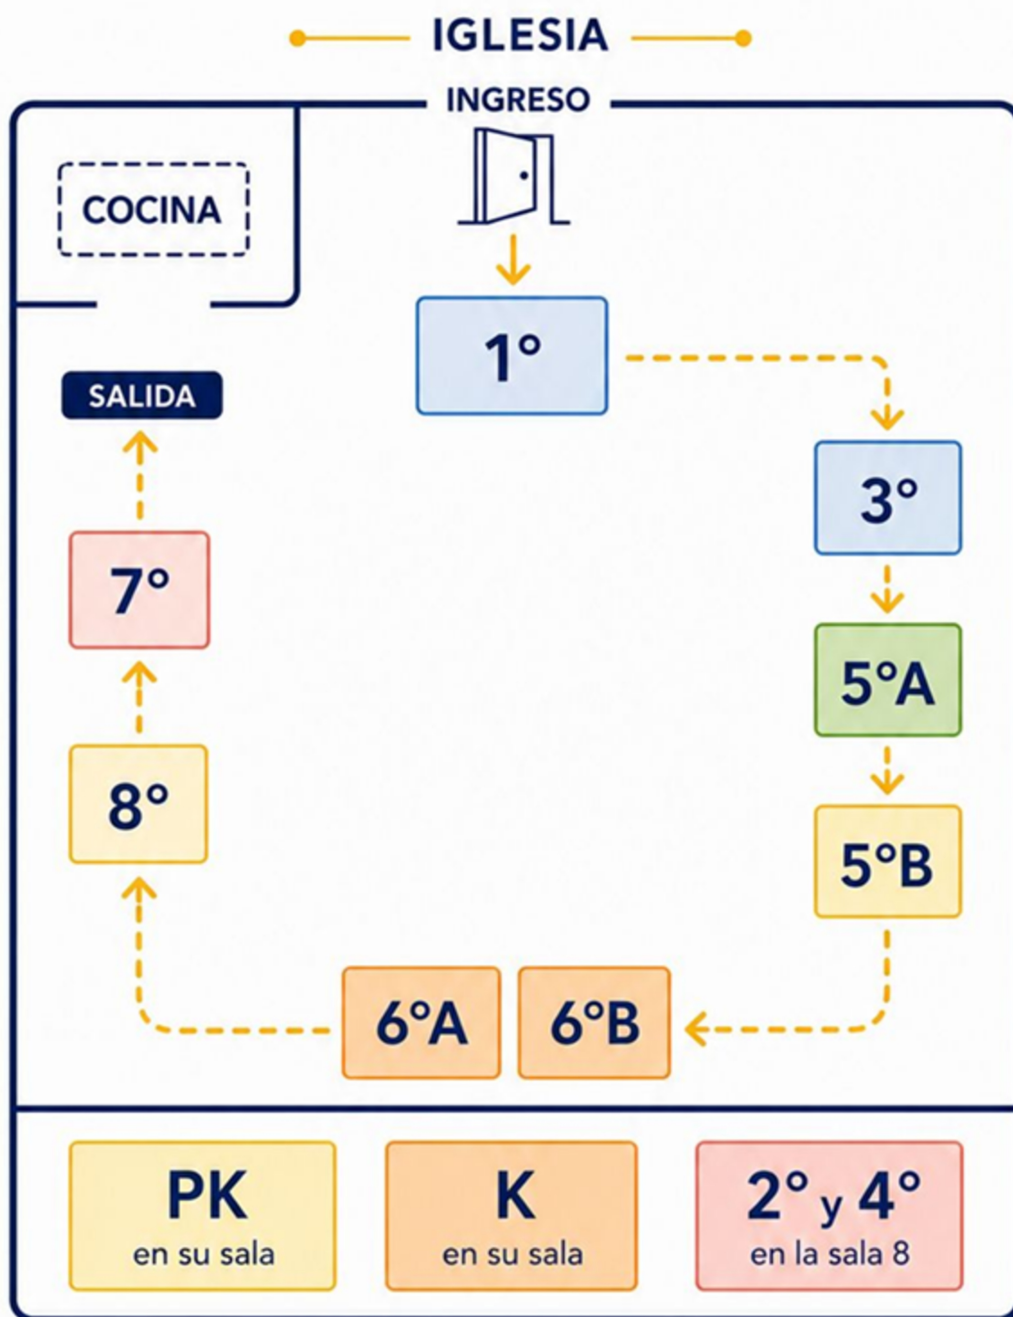 IGLESIA
INGRESO
COCINA
1°
SALIDA
3°
7°
5°A
8°
5°B
6°A
6°B
PK
en su sala
K
en su sala
2° y 4°
en la sala 8